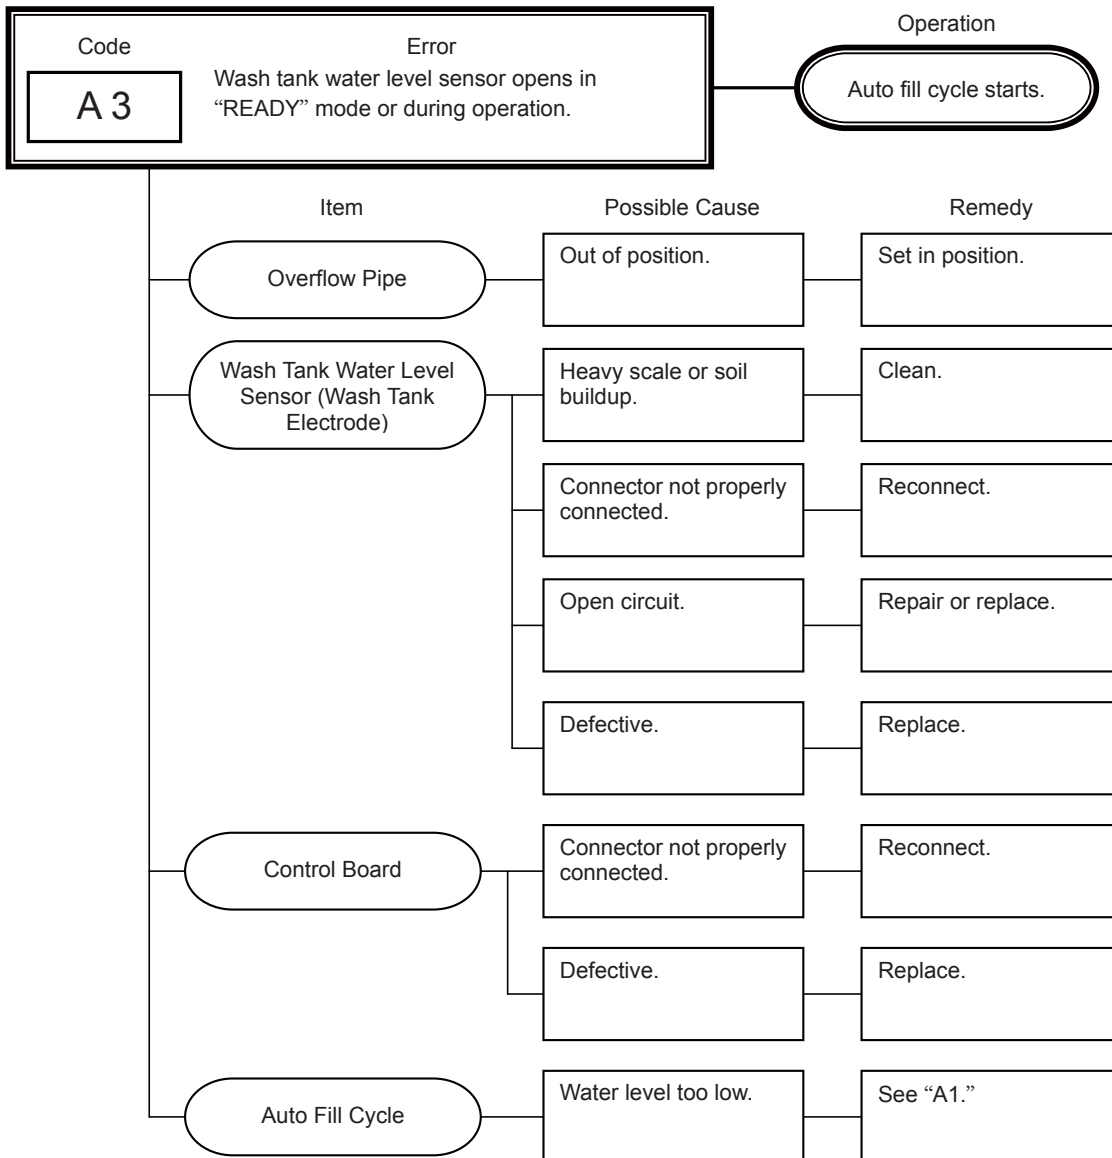 Code
Error
Operation
A 3
Wash tank water level sensor opens in
“READY” mode or during operation.
Auto fill cycle starts.
Item
Possible Cause
Remedy
Overflow Pipe
Out of position.
Set in position.
Wash Tank Water Level
Sensor (Wash Tank
Electrode)
Heavy scale or soil
buildup.
Clean.
Connector not properly
connected.
Reconnect.
Open circuit.
Repair or replace.
Defective.
Replace.
Control Board
Connector not properly
connected.
Reconnect.
Defective.
Replace.
Auto Fill Cycle
Water level too low.
See “A1.”